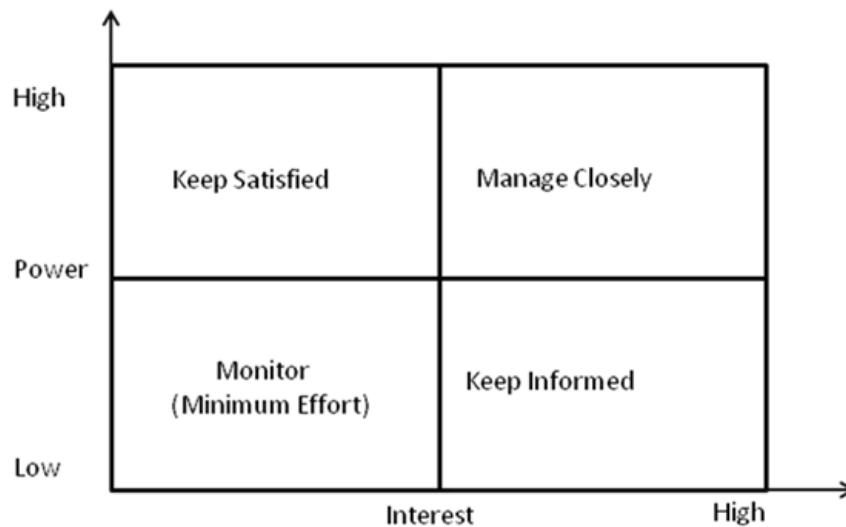 High
Keep Satisfied
Manage Closely
Power
Monitor
(Minimum Effort)
Keep Informed
Low
Interest
High